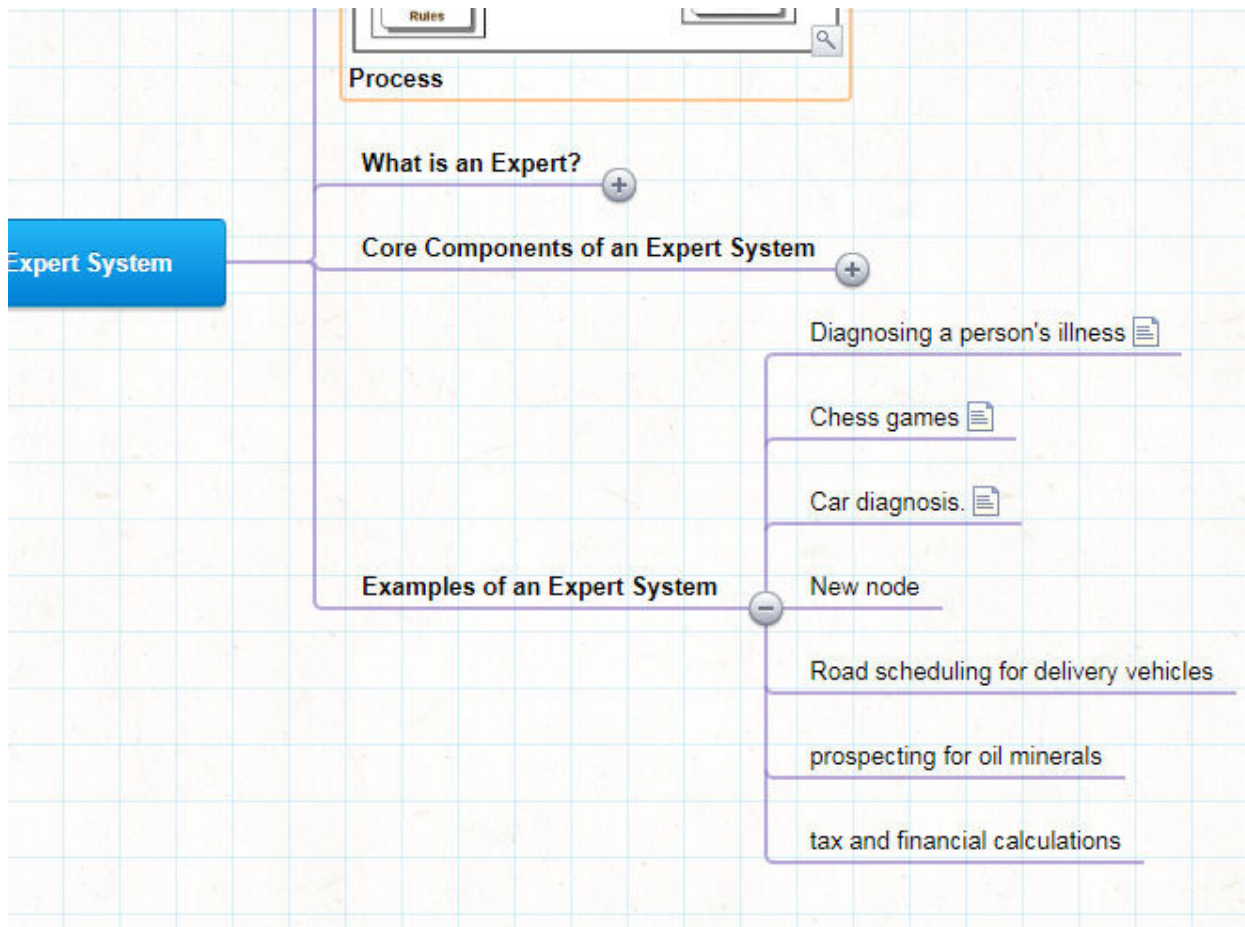 Rules
Process
What is an Expert?
Core Components of an Expert System
Expert System
Diagnosing a person's illness
Chess games
Car diagnosis.
Examples of an Expert System
New node
Road scheduling for delivery vehicles
prospecting for oil minerals
tax and financial calculations